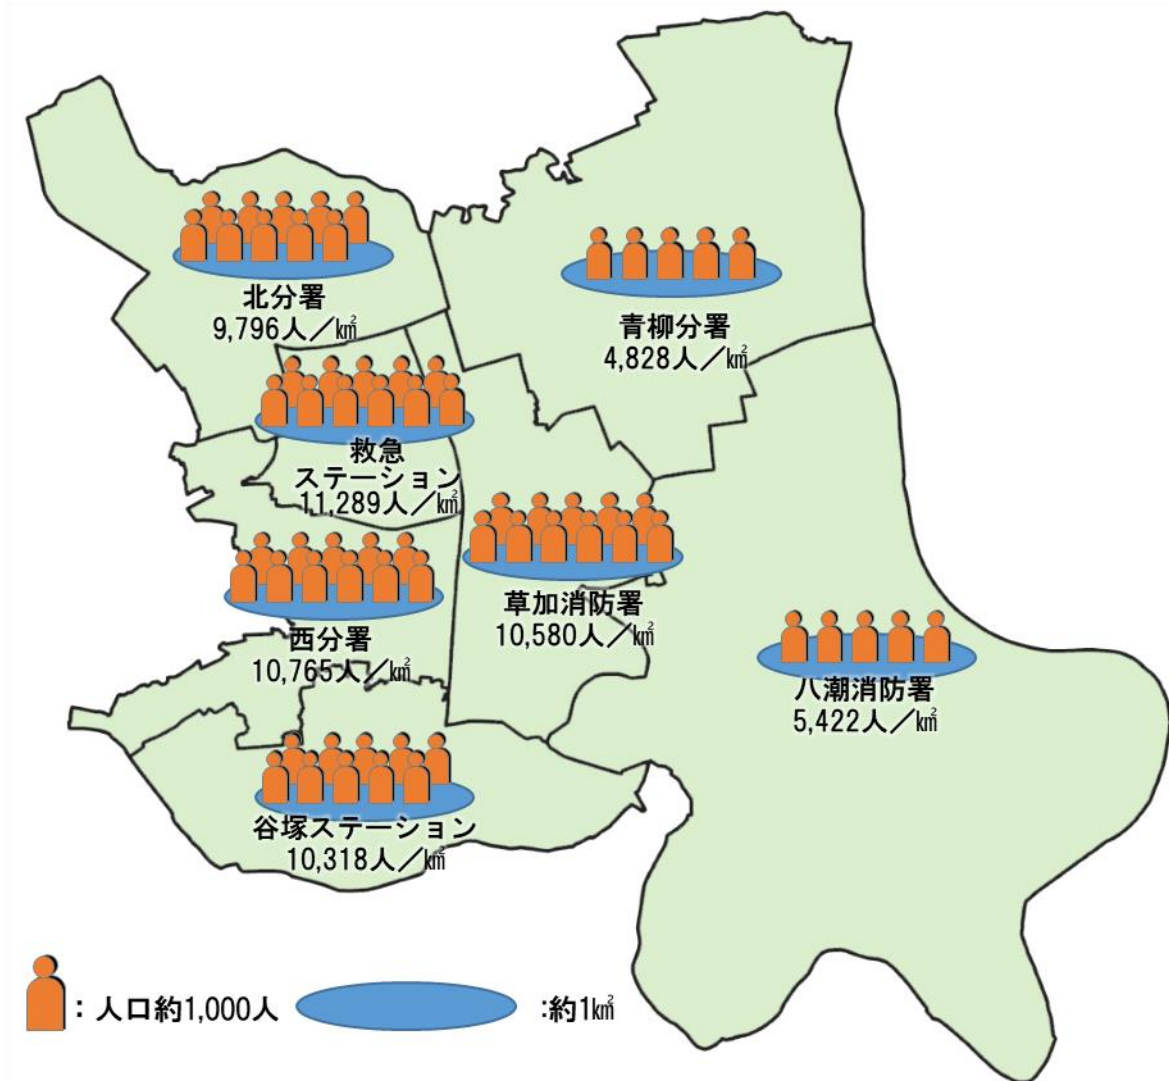 北分署
9,796人／㎢
青柳分署
4,828人／㎢
救急
ステーション
11,289人／㎢
草加消防署
10,580人／㎢
西分署
10,765人／㎢
八潮消防署
5,422人／㎢
谷塚ステーション
10,318人／㎢
：人口約1,000人
:約1㎢